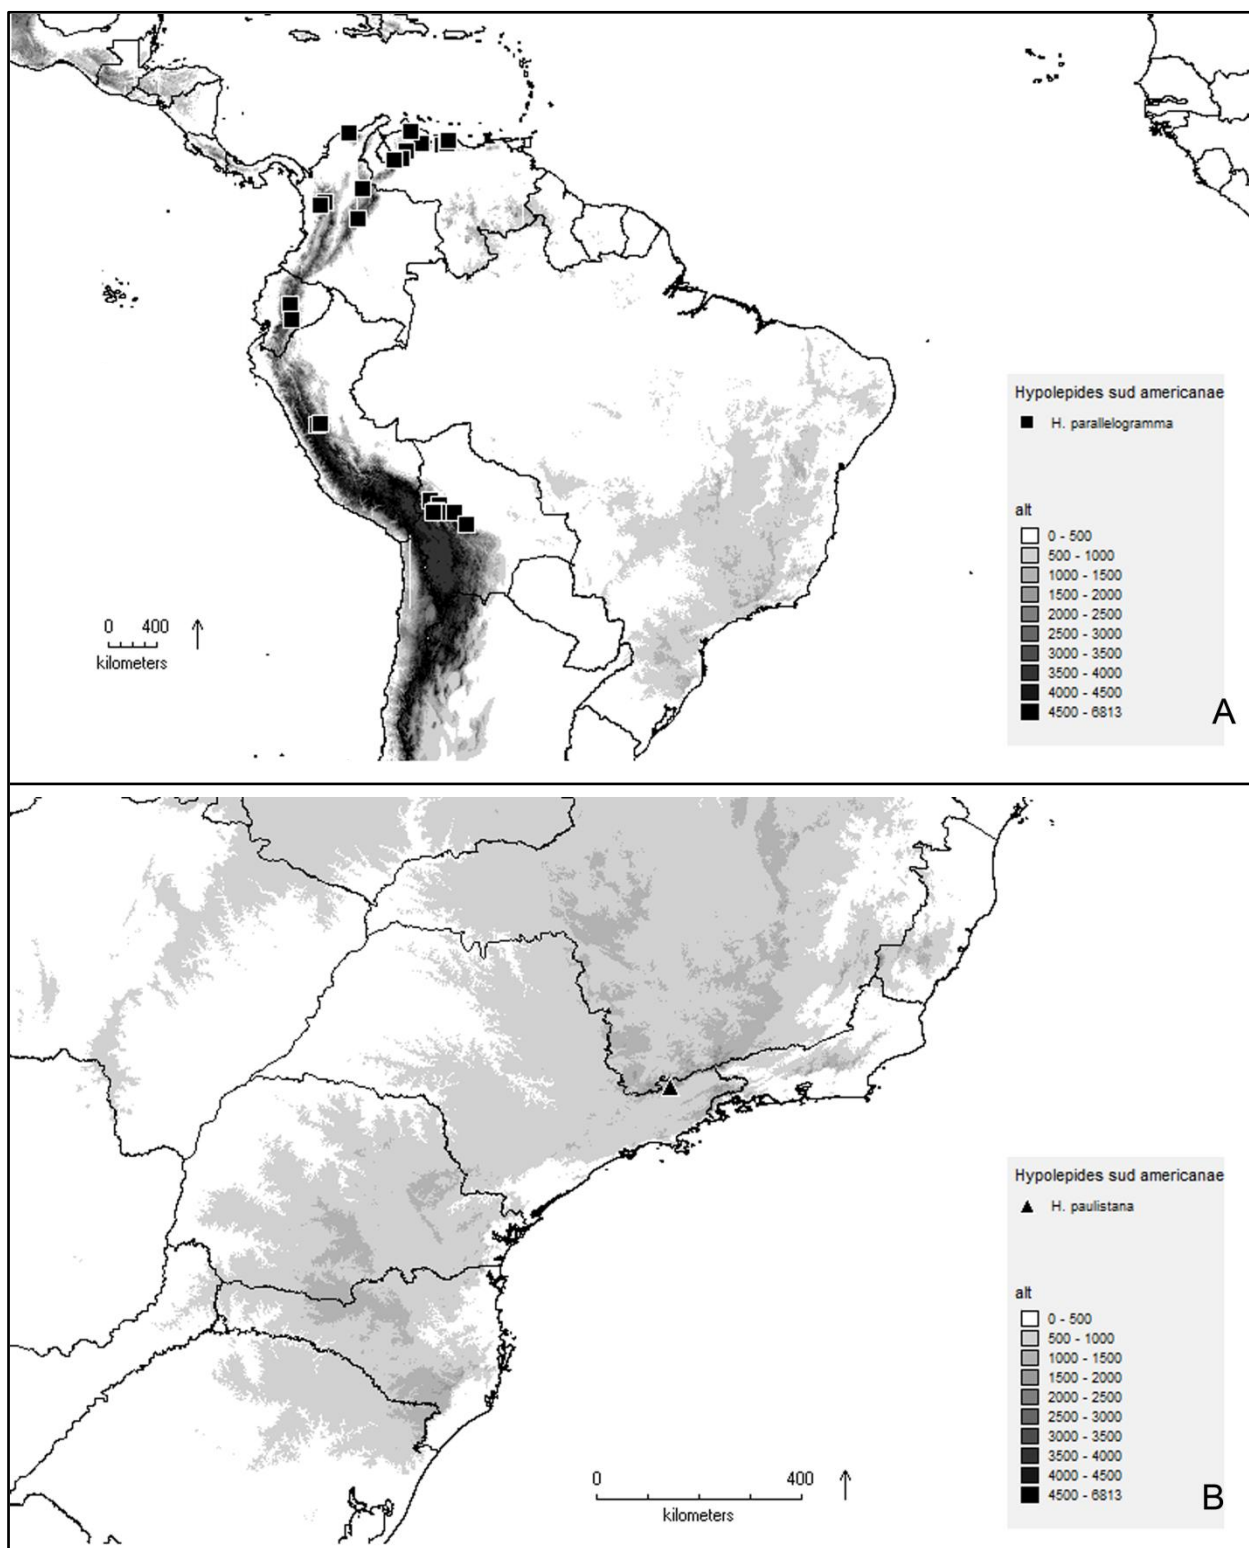 Hypolepides sud americanae
H. parallelogramma
alt
0 - 500
500 - 1000
1000 - 1500
1500 - 2000
2000 - 2500
2500 - 3000
3000 - 3500
3500 - 4000
4000 - 4500
4500 - 6813
0 400
kilometers
A
Hypolepides sud americanae
H. paulistana
alt
0 - 500
500 - 1000
1000 - 1500
1500 - 2000
2000 - 2500
2500 - 3000
3000 - 3500
3500 - 4000
4000 - 4500
4500 - 6813
0 400
kilometers
B